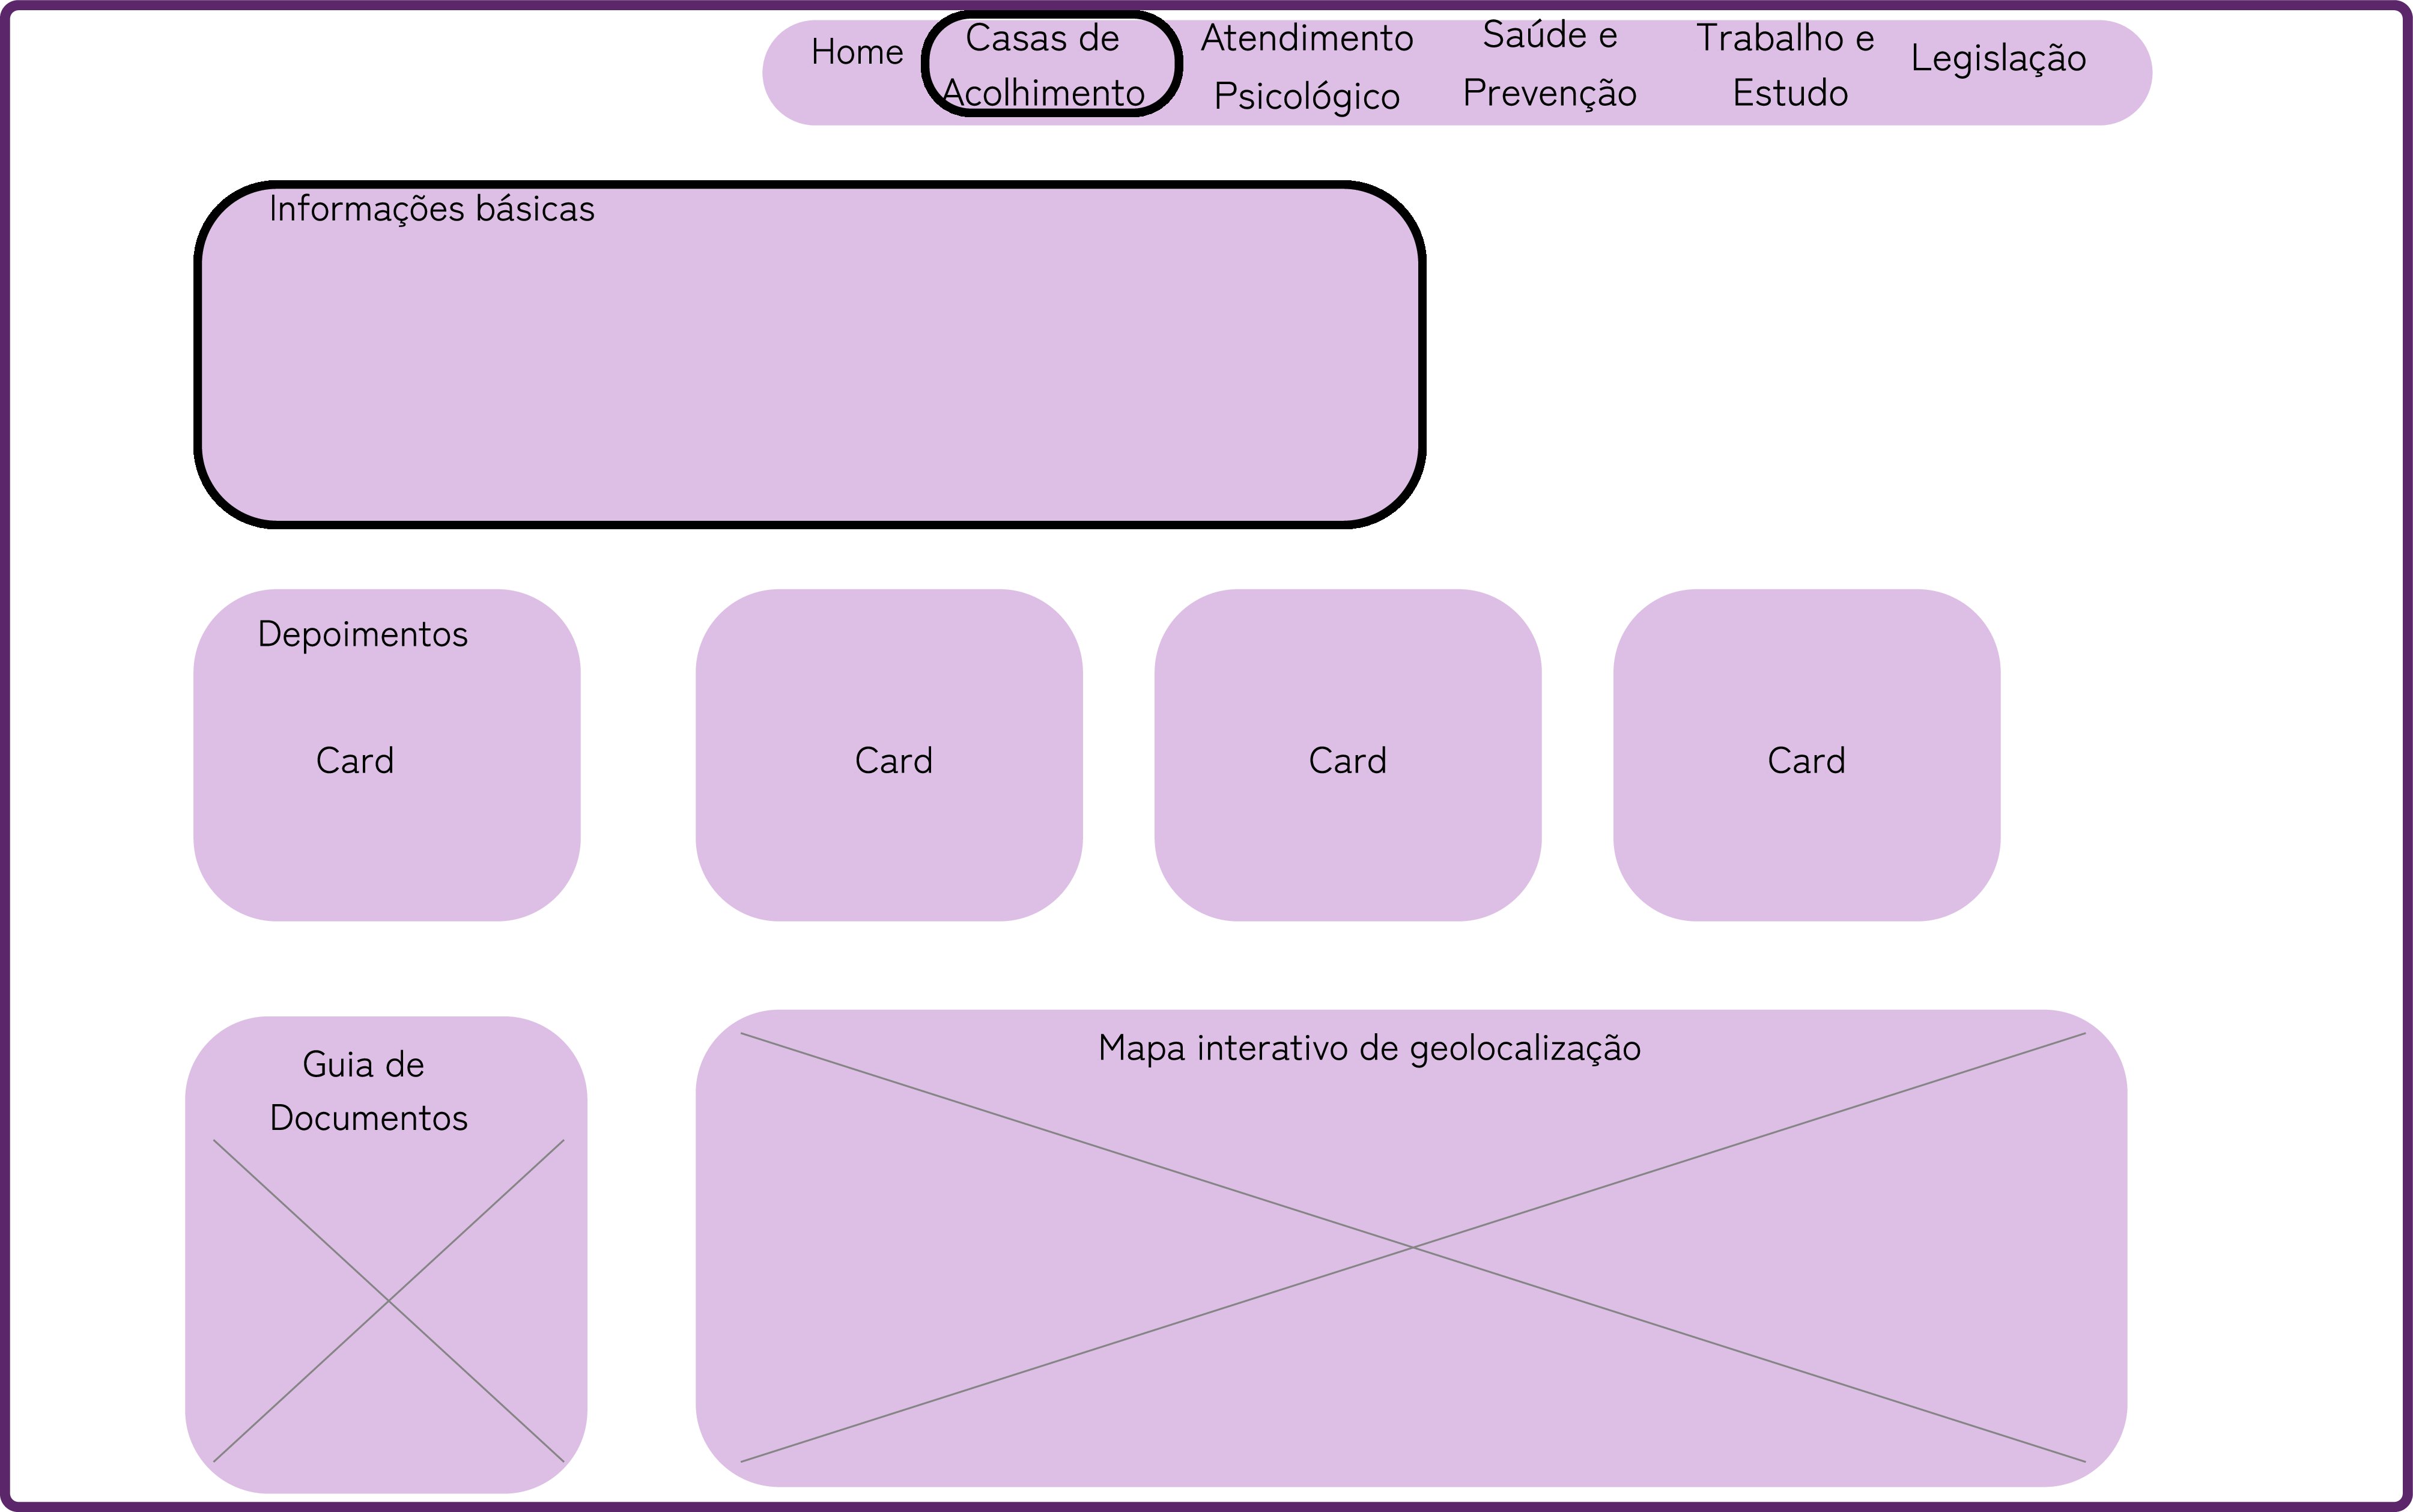 Home
Casas de
Acolhimento
Atendimento
Psicológico
Saúde e
Prevenção
Trabalho e
Estudo
Legislação
Informações básicas
Depoimentos
Card
Card
Card
Card
Guia de
Documentos
Mapa interativo de geolocalização